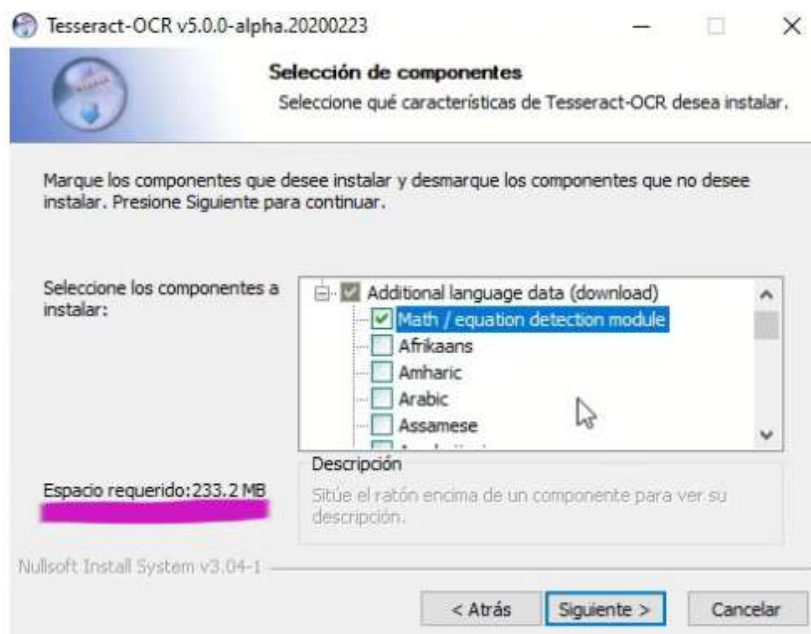 Tesseract-OCR v5.0.0-alpha.20200223
Selección de componentes
Seleccione qué características de Tesseract-OCR desea instalar.
Marque los componentes que desee instalar y desmarque los componentes que no desee
instalar. Presione Siguiente para continuar.
Seleccione los componentes a
instalar:
Additional language data (download)
Math / equation detection module
Afrikaans
Amharic
Arabic
Assamese
Espacio requerido:233.2 MB
Descripción
Sitúe el ratón encima de un componente para ver su
descripción.
Nullsoft Install System v3.04-1
< Atrás
Siguiente >
Cancelar